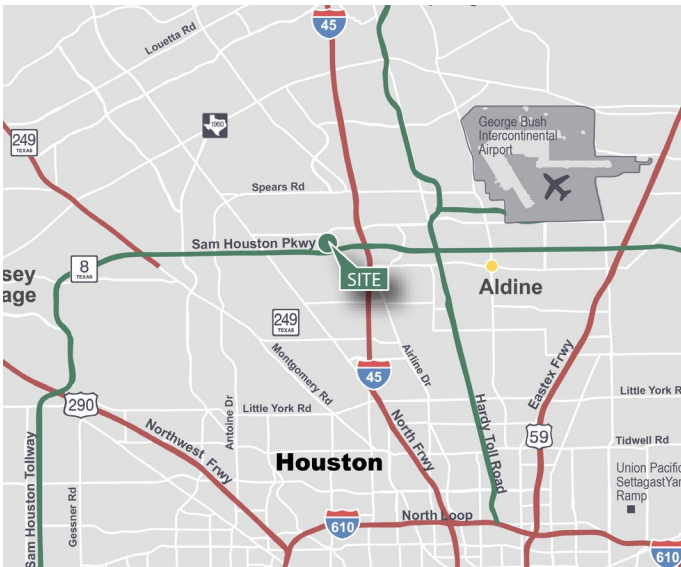 45
Louetta Rd
249
TEXAS
1960
George Bush
Intercontinental
Airport
Spears Rd
Sam Houston Pkwy
8
TEXAS
sey
age
SITE
Aldine
249
TEXAS
Montgomery Rd
45
Airline Dr
Eastex Frwy
290
Antoine Dr
Little York Rd
Little York R
Northwest Frwy
North Frwy
Hardy Toll Road
59
Tidwell Rd
Houston
Sam Houston Tollway
Gessner Rd
Union Pacific
SettagastYar
Ramp
610
North Loop
610